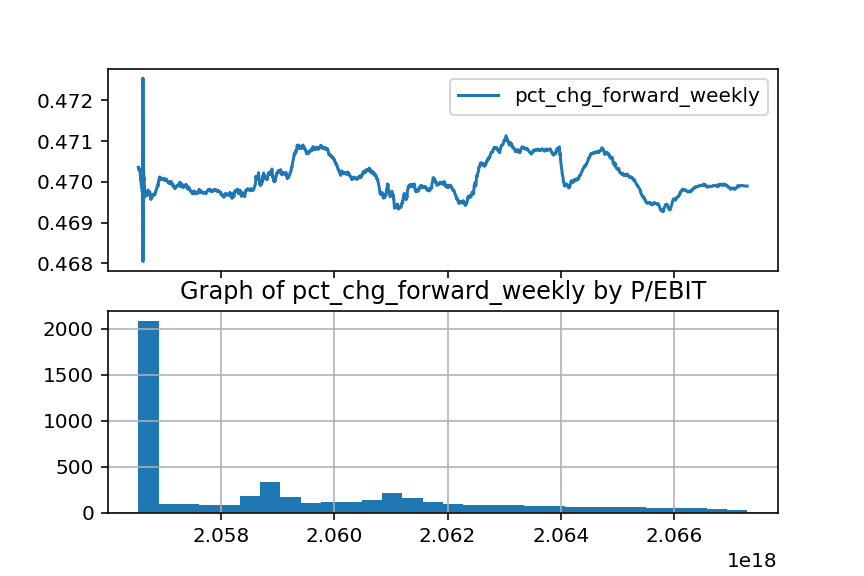 pct_chg_forward_weekly
0.472
0.471
0.470
0.469
0.468
Graph of pct_chg_forward_weekly by P/EBIT
2000
1500
1000
500
0
2.058 2.060 2.062 2.064 2.066
1e18